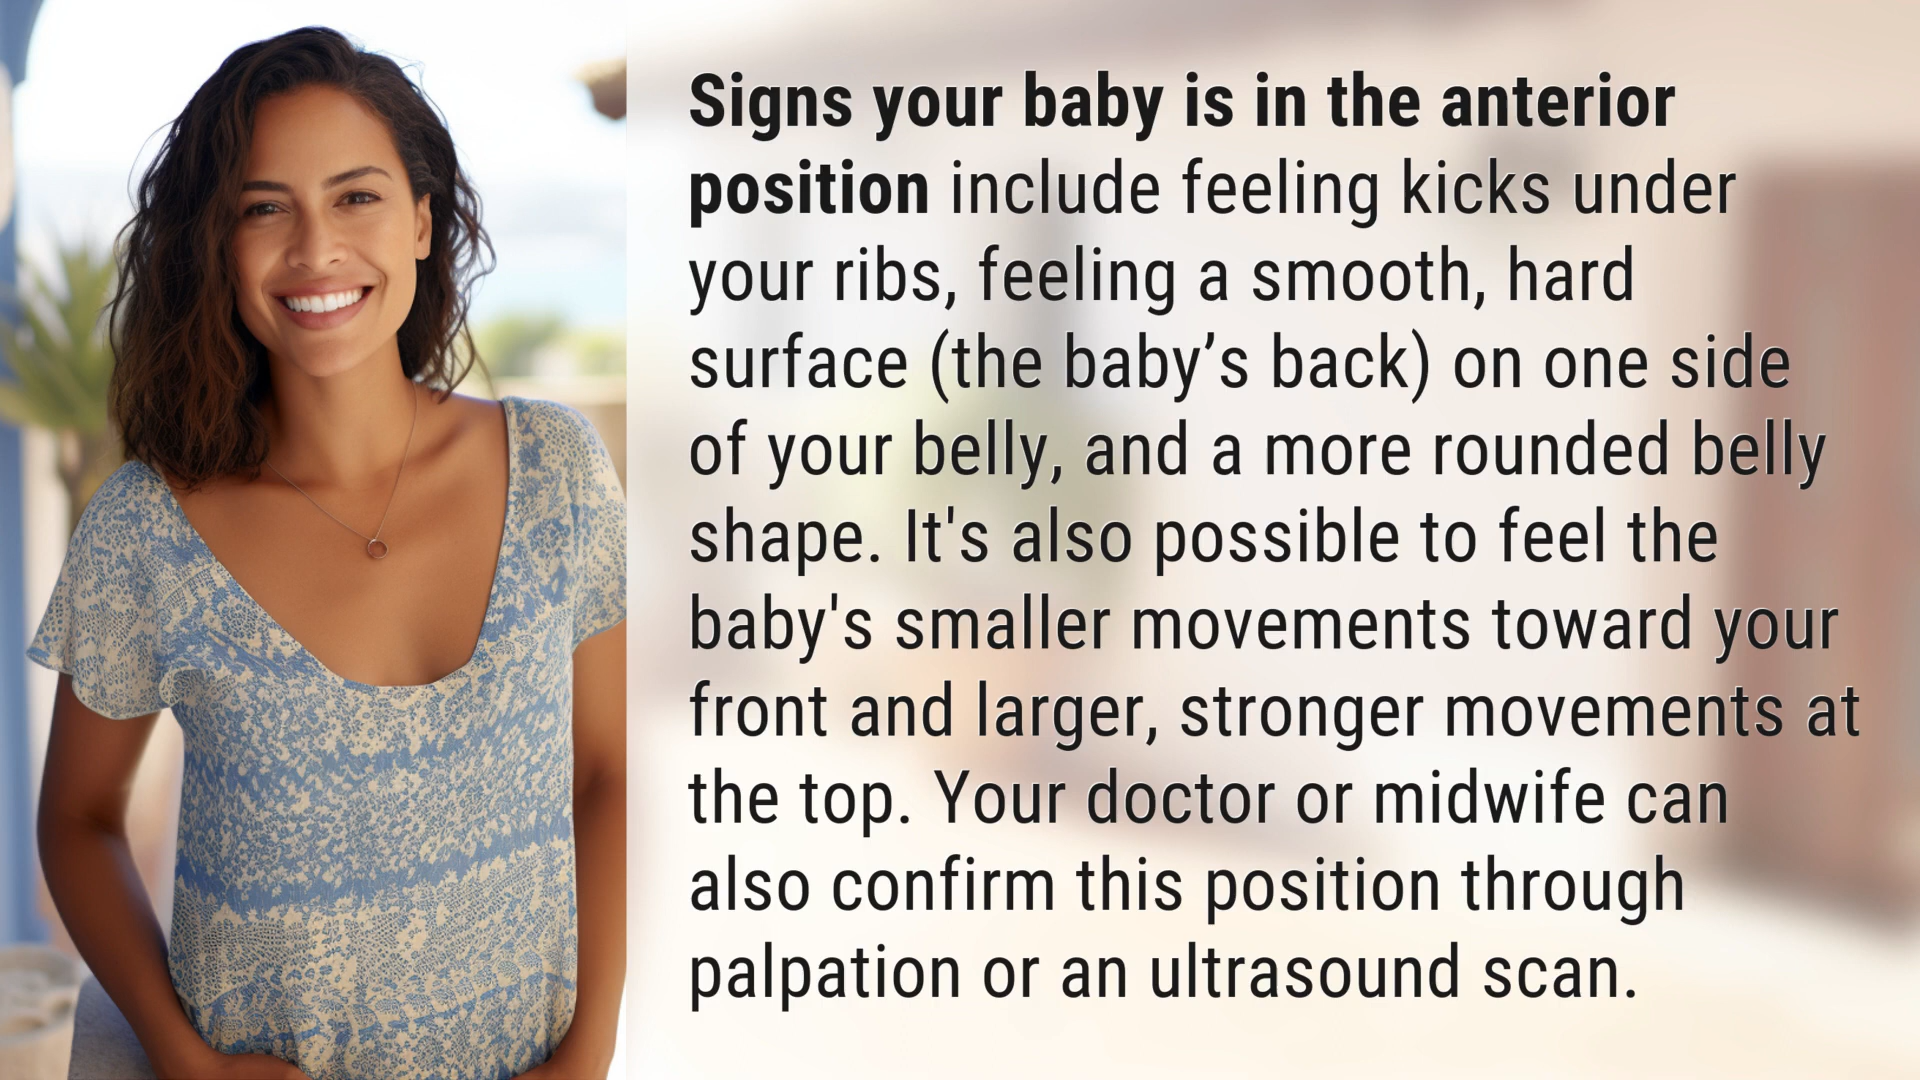 Signs your baby is in the anterior
position include feeling kicks under
your ribs, feeling a smooth, hard
surface (the baby’s back) on one side
of your belly, and a more rounded belly
shape. It's also possible to feel the
baby's smaller movements toward your
front and larger, stronger movements at
the top. Your doctor or midwife can
also confirm this position through
palpation or an ultrasound scan.